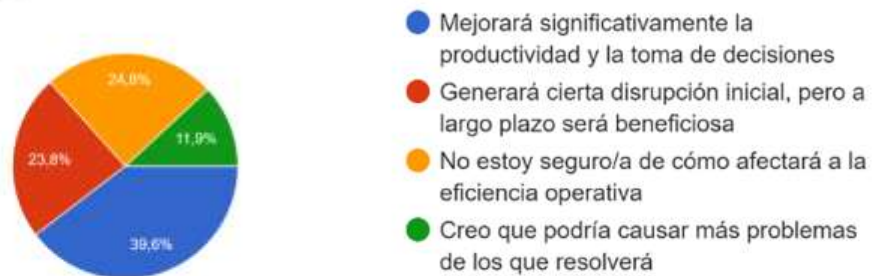 24,8%
11,9%
23,8%
39,6%
Mejorará significativamente la
productividad y la toma de decisiones
Generará cierta disrupción inicial, pero a
largo plazo será beneficiosa
No estoy seguro/a de cómo afectará a la
eficiencia operativa
Creo que podría causar más problemas
de los que resolverá